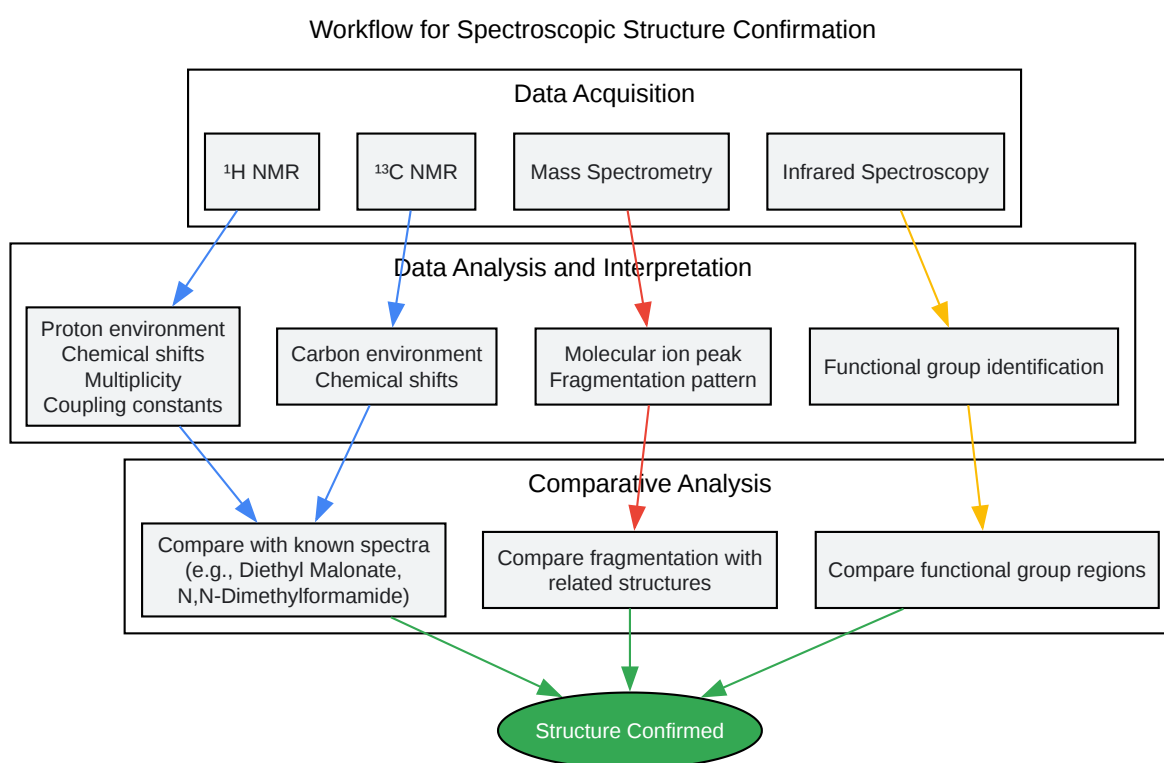 Workflow for Spectroscopic Structure Confirmation
Data Acquisition
¹H NMR
¹³C NMR
Mass Spectrometry
Infrared Spectroscopy
Data Analysis and Interpretation
Proton environment
Chemical shifts
Multiplicity
Coupling constants
Carbon environment
Chemical shifts
Molecular ion peak
Fragmentation pattern
Functional group identification
Comparative Analysis
Compare with known spectra
(e.g., Diethyl Malonate,
N,N-Dimethylformamide)
Compare fragmentation with
related structures
Compare functional group regions
Structure Confirmed